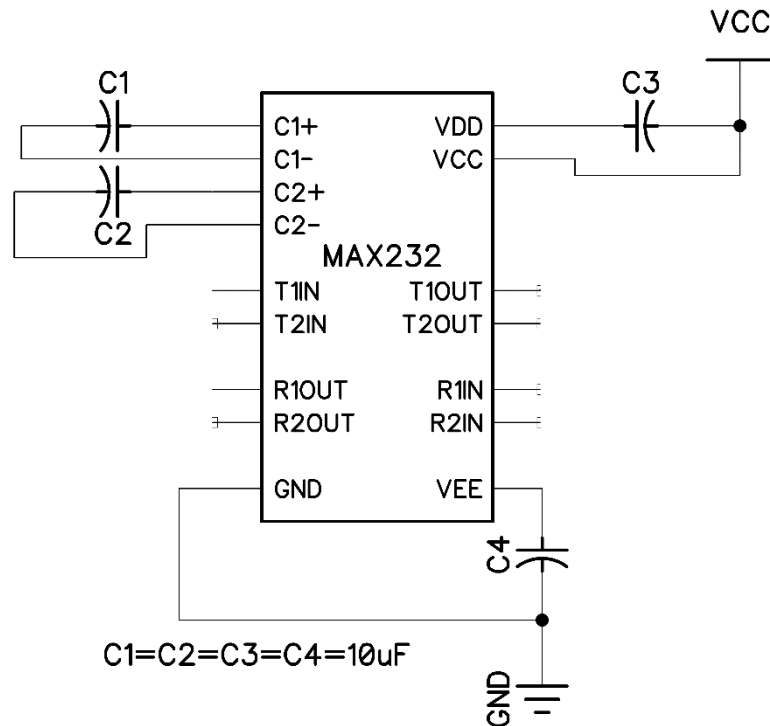 VCC
C1
C3
C1+
VDD
C1-
VCC
C2+
C2
C2-
MAX232
T1IN
T1OUT
T2IN
T2OUT
R1OUT
R1IN
R2OUT
R2IN
GND
VEE
C4
C1=C2=C3=C4=10uF
GND